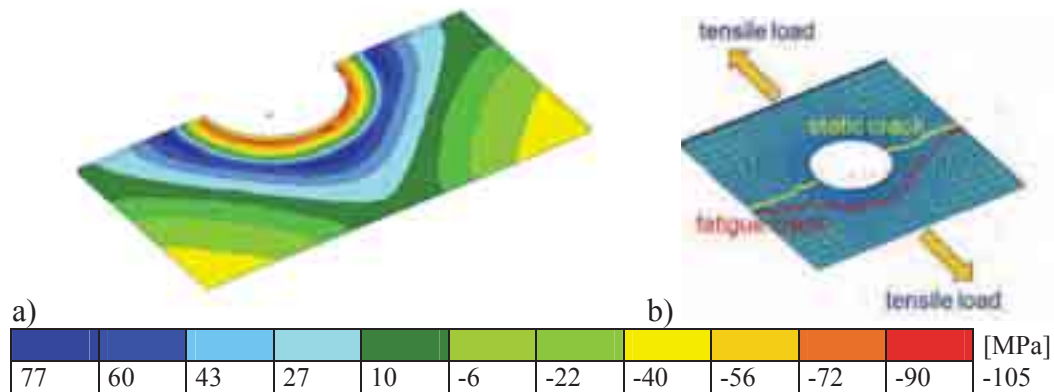 tensile load
static crack
fatigue crack
tensile load
a)
b)
[MPa]
77 60 43 27 10 -6 -22 -40 -56 -72 -90 -105